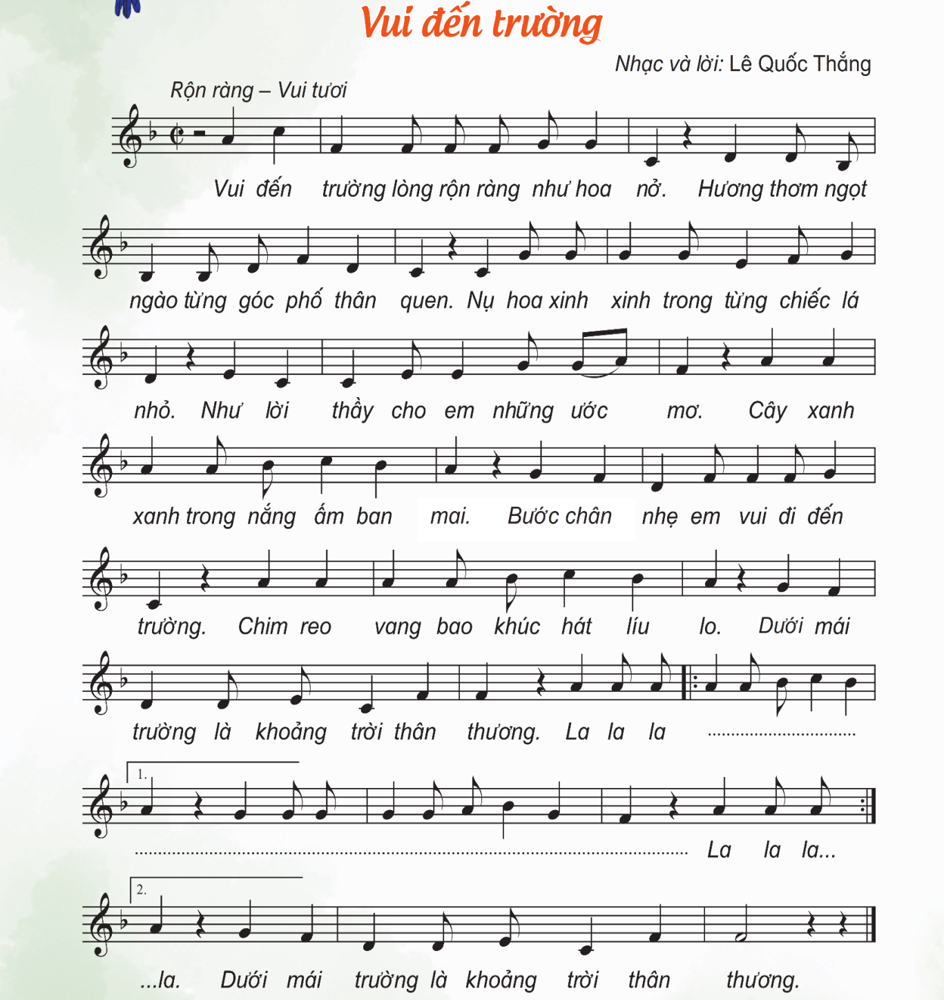 Vui đến trường
Nhạc và lời: Lê Quốc Thắng
Rộn ràng – Vui tươi
Vui đến trường lòng rộn ràng như hoa nở. Hương thơm ngọt
ngào từng góc phố thân quen. Nụ hoa xinh xinh trong từng chiếc lá
nhỏ. Như lời thầy cho em những ước mơ. Cây xanh
xanh trong nắng ấm ban mai. Bước chân nhẹ em vui đi đến
trường. Chim reo vang bao khúc hát líu lo. Dưới mái
trường là khoảng trời thân thương. La la la ................................
1.
................................................................................ La la la...
2.
...la. Dưới mái trường là khoảng trời thân thương.